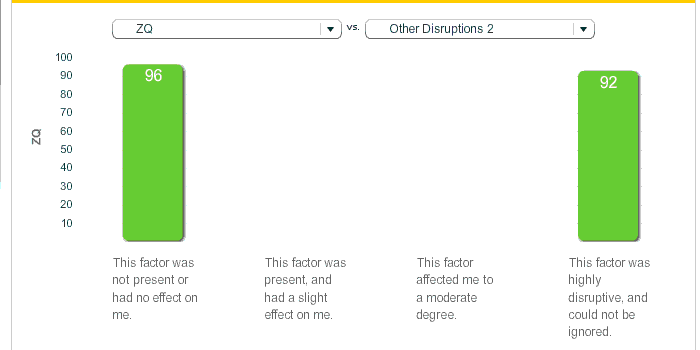 ZQ
vs.
Other Disruptions 2
100
90
80
70
60
50
40
30
20
10
ZQ
96
92
This factor was
not present or
had no effect on
me.
This factor was
present, and
had a slight
effect on me.
This factor
affected me to
a moderate
degree.
This factor was
highly
disruptive, and
could not be
ignored.